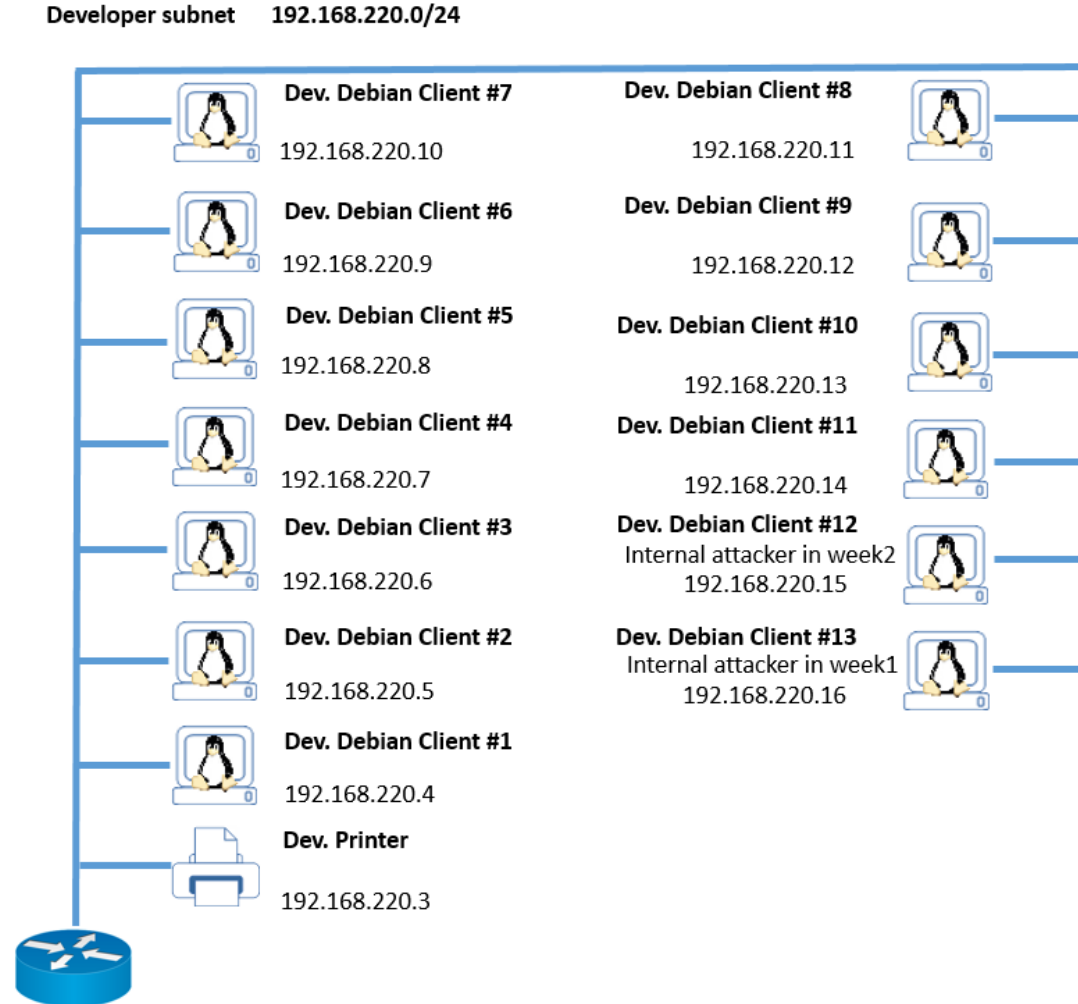 Developer subnet 192.168.220.0/24
Dev. Debian Client #7
192.168.220.10
Dev. Debian Client #6
192.168.220.9
Dev. Debian Client #5
192.168.220.8
Dev. Debian Client #4
192.168.220.7
Dev. Debian Client #3
192.168.220.6
Dev. Debian Client #2
192.168.220.5
Dev. Debian Client #1
192.168.220.4
Dev. Printer
192.168.220.3
Dev. Debian Client #8
192.168.220.11
Dev. Debian Client #9
192.168.220.12
Dev. Debian Client #10
192.168.220.13
Dev. Debian Client #11
192.168.220.14
Dev. Debian Client #12
Internal attacker in week2
192.168.220.15
Dev. Debian Client #13
Internal attacker in week1
192.168.220.16